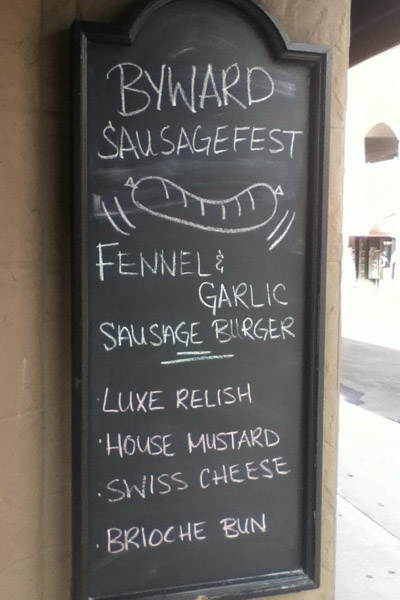 BYWARD
SAUSAGEFEST
FENNEL &
GARLIC
SAUSAGE BURGER
· LUXE RELISH
· HOUSE MUSTARD
· SWISS CHEESE
· BRIOCHE BUN